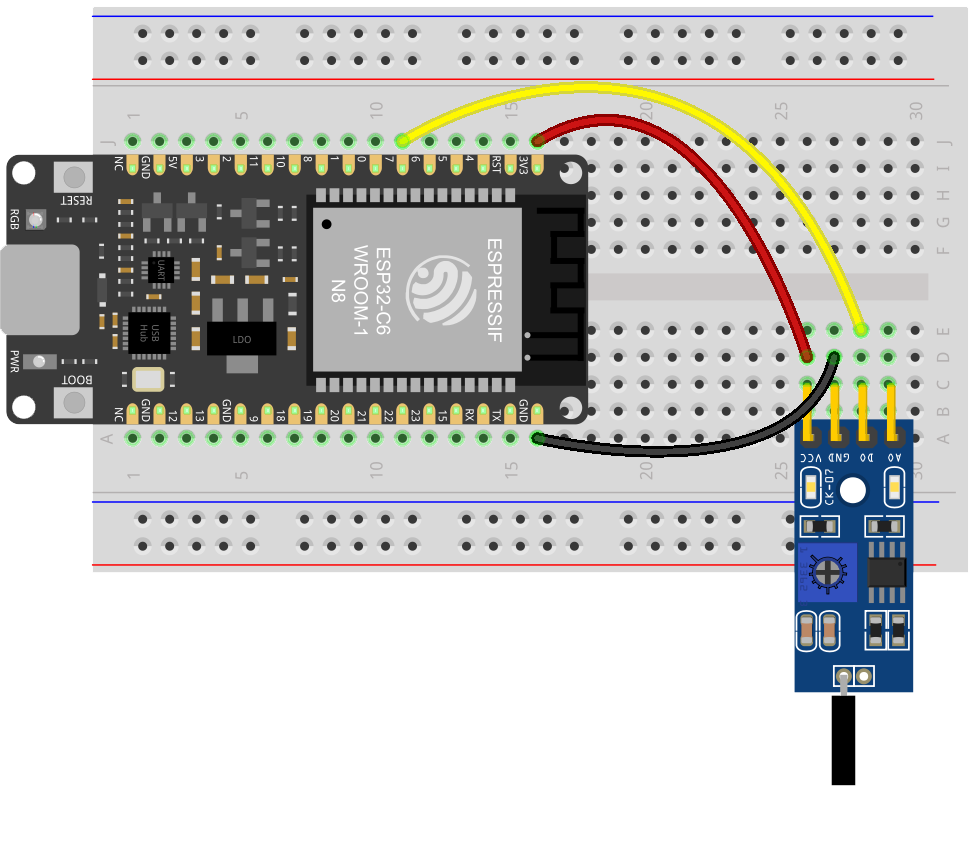 1 5 10 15 20 25 30
J J
NC GND 5V 3 2 11 10 8 1 0 7 6 5 4 RST 3V3
I
H
G
F
RESET
RGB
UART
USB
Hub
LDO
ESP32-C6
WROOM-1
N8
ESPRESSIF
PWR
BOOT
E
D
C
B
NC GND 12 13 GND 9 18 19 20 21 22 23 15 RX TX GND
A A
1 5 10 15 30
VCC GND DO AO
CK-07